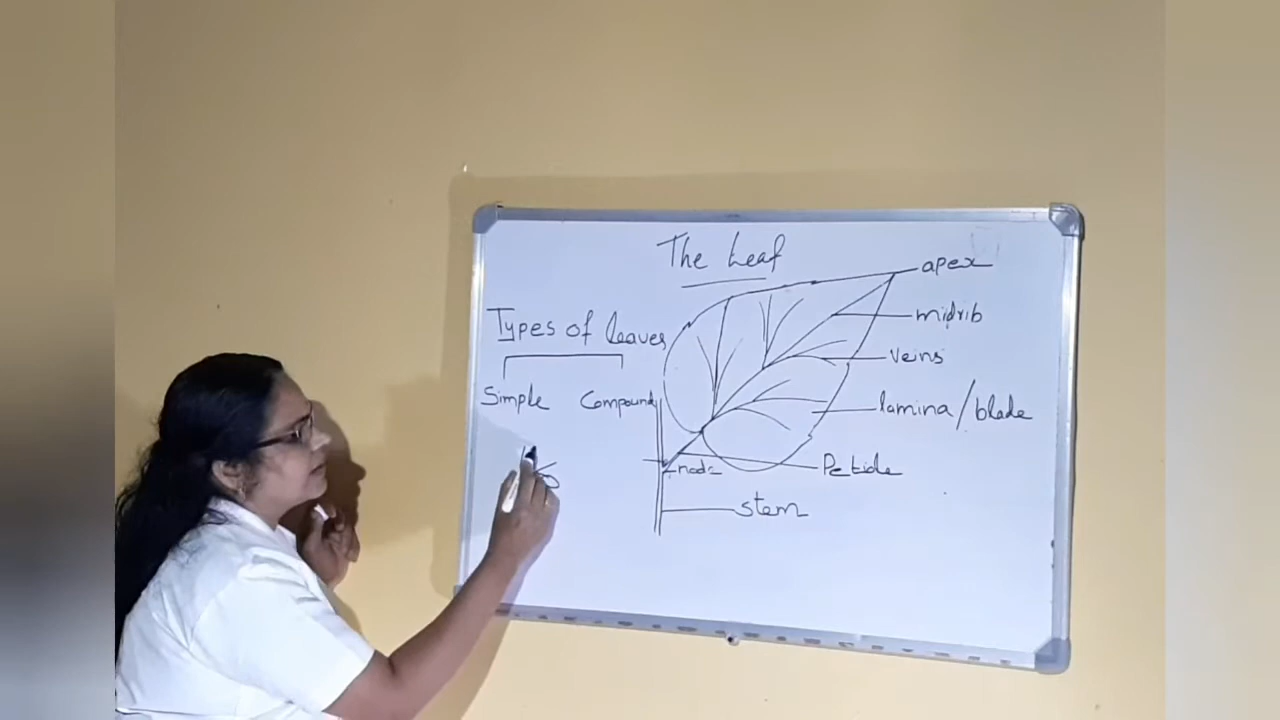 The Leaf
Types of leaves
Simple Compound
apex
midrib
veins
lamina/blade
Petiole
node
stem